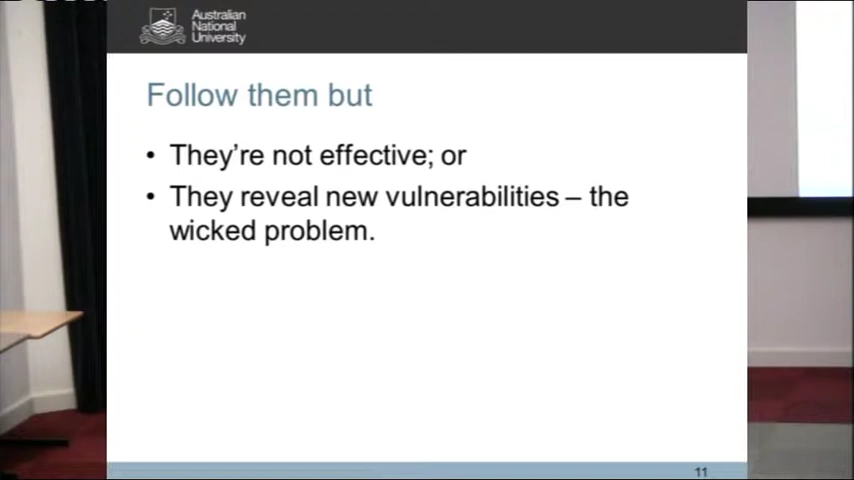 Australian
National
University
Follow them but
• They're not effective; or
• They reveal new vulnerabilities – the
wicked problem.
11